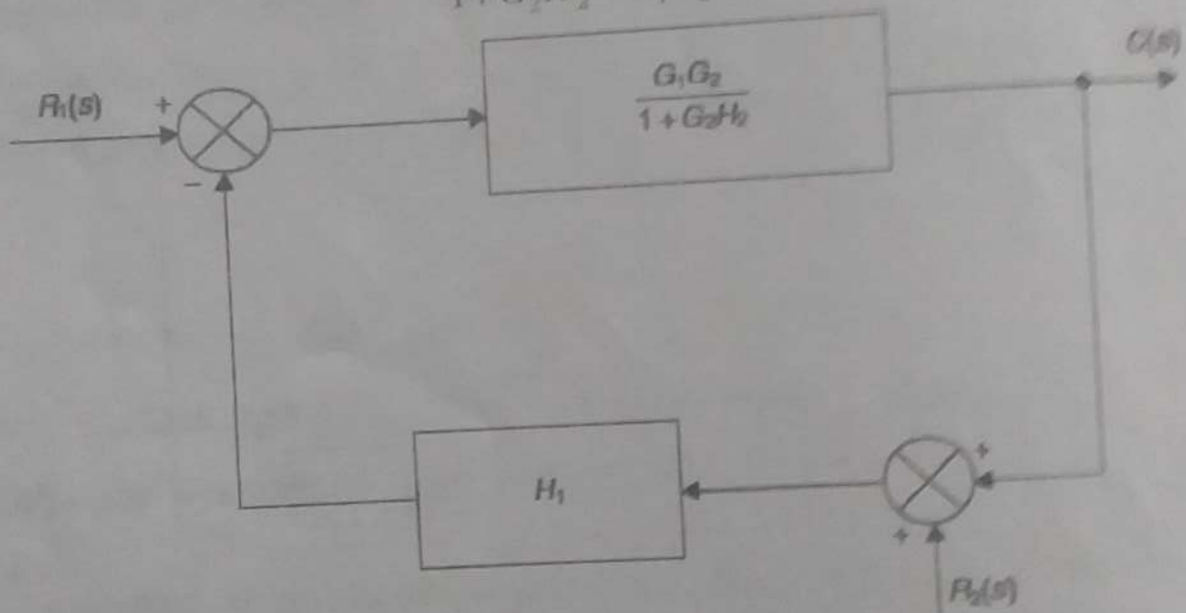 C(s)
G₁G₂
R₁(s) +
1 + G₂H₂
−
H₁
+
+
R₂(s)